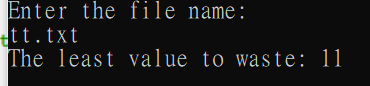 Enter the file name:
tt.txt
The least value to waste: 11